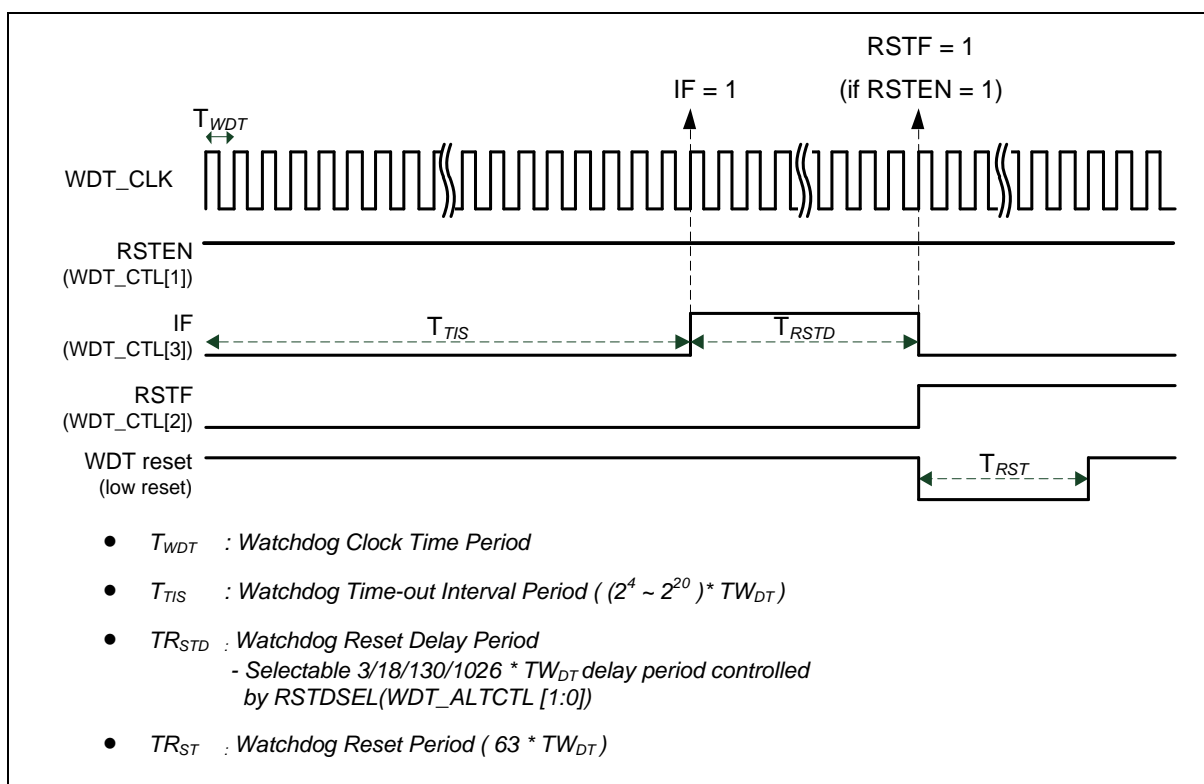 RSTF = 1
IF = 1
(if RSTEN = 1)
TWDT
WDT_CLK
RSTEN
(WDT_CTL[1])
IF
(WDT_CTL[3])
TTIS
TRSTD
RSTF
(WDT_CTL[2])
WDT reset
(low reset)
TRST
● TWDT : Watchdog Clock Time Period
● TTIS : Watchdog Time-out Interval Period ( (2^4 ~ 2^20 )* TWDT )
● TRSTD : Watchdog Reset Delay Period
- Selectable 3/18/130/1026 * TWDT delay period controlled
by RSTDSEL(WDT_ALTCTL [1:0])
● TRST : Watchdog Reset Period ( 63 * TWDT )